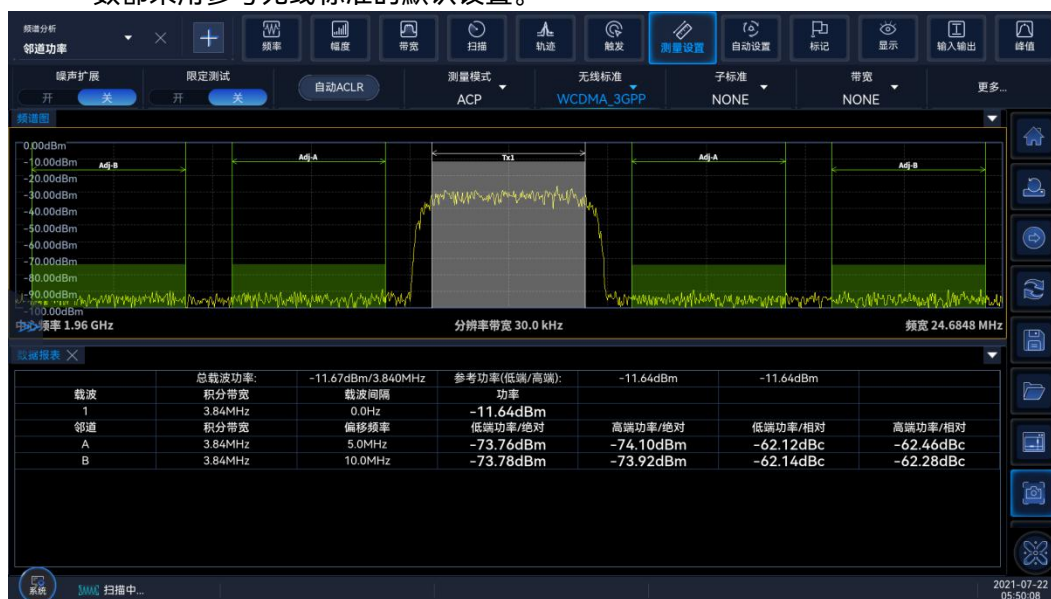 数都采用参考无线标准的默认设置。
频谱分析
邻道功率
频率 幅度 带宽 扫描 轨迹 触发 测量设置 自动设置 标记 显示 输入输出 峰值
噪声扩展 限定测试 测量模式 无线标准 子标准 带宽
开 关 开 关 自动ACLR ACP WCDMA_3GPP NONE NONE 更多...
频谱图
0.00dBm
-10.00dBm Adj-B Adj-A Tx1 Adj-A Adj-B
-20.00dBm
-30.00dBm
-40.00dBm
-50.00dBm
-60.00dBm
-70.00dBm
-80.00dBm
-90.00dBm
-100.00dBm
中心频率 1.96 GHz 分辨率带宽 30.0 kHz 频宽 24.6848 MHz
数据报表
总载波功率: -11.67dBm/3.840MHz 参考功率(低端/高端): -11.64dBm -11.64dBm
载波 积分带宽 载波间隔 功率
1 3.84MHz 0.0Hz -11.64dBm
邻道 积分带宽 偏移频率 低端功率/绝对 高端功率/绝对 低端功率/相对 高端功率/相对
A 3.84MHz 5.0MHz -73.76dBm -74.10dBm -62.12dBc -62.46dBc
B 3.84MHz 10.0MHz -73.78dBm -73.92dBm -62.14dBc -62.28dBc
系统 扫描中... 2021-07-22
05:50:08